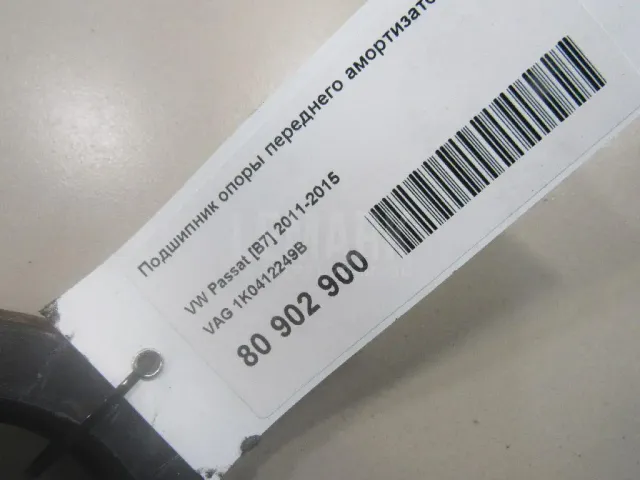 Подшипник опоры переднего амортизато
VW Passat [B7] 2011-2015
VAG 1K0412249B
80 902 900